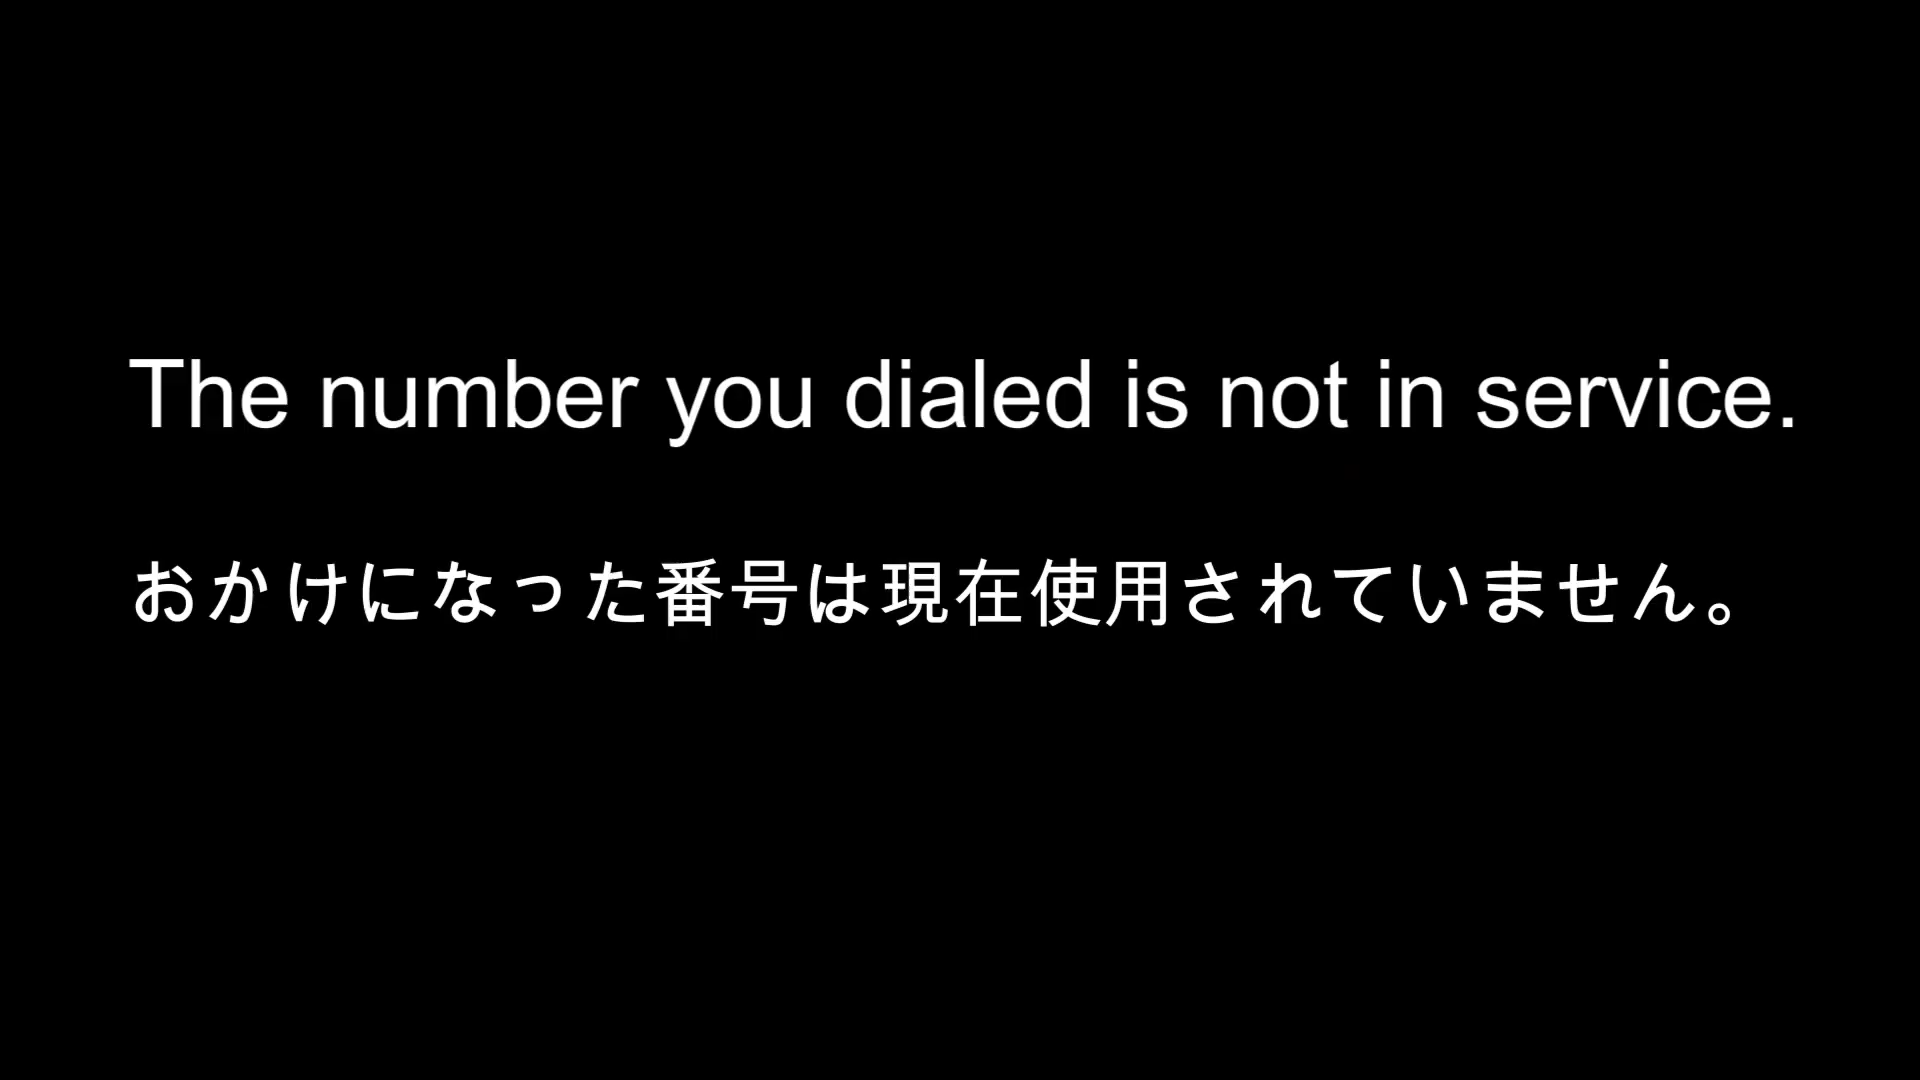 The number you dialed is not in service.
おかけになった番号は現在使用されていません。